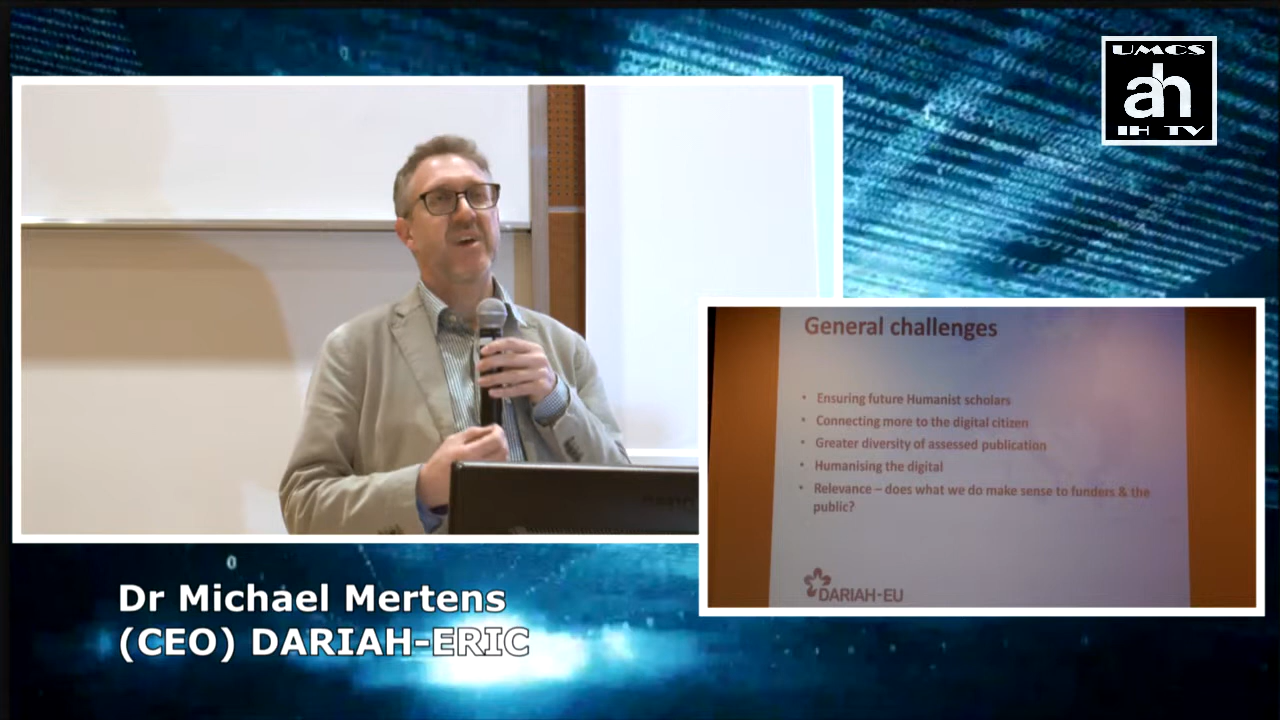 UMCS
ah
IH TV
General challenges
• Ensuring future Humanist scholars
• Connecting more to the digital citizen
• Greater diversity of assessed publication
• Humanising the digital
• Relevance – does what we do make sense to funders & the
public?
DARIAH-EU
Dr Michael Mertens
(CEO) DARIAH-ERIC